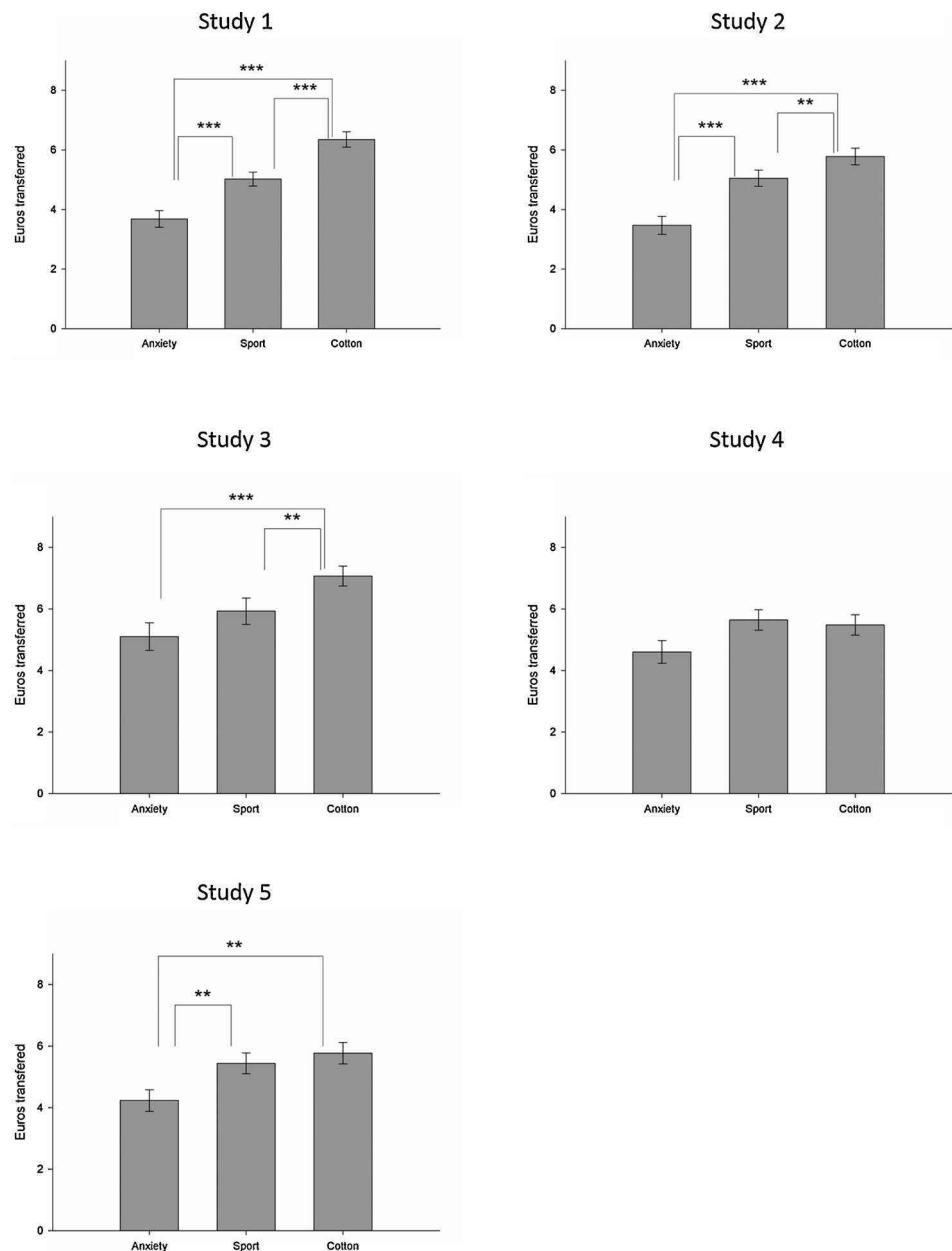 Study 1
***
***
***
8
6
4
2
0
Euros transferred
Anxiety Sport Cotton
Study 2
***
**
***
8
6
4
2
0
Euros transferred
Anxiety Sport Cotton
Study 3
***
**
8
6
4
2
0
Euros transferred
Anxiety Sport Cotton
Study 4
8
6
4
2
0
Euros transferred
Anxiety Sport Cotton
Study 5
**
**
8
6
4
2
0
Euros transfered
Anxiety Sport Cotton